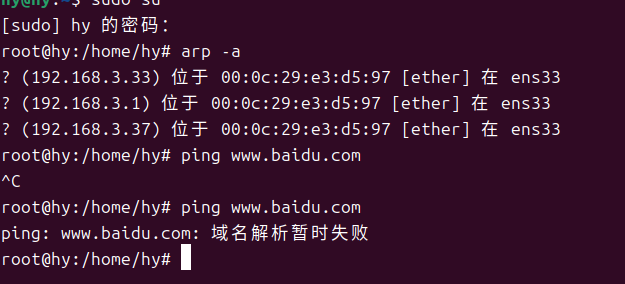 hy@hy:~$ sudo su
[sudo] hy 的密码：
root@hy:/home/hy# arp -a
? (192.168.3.33) 位于 00:0c:29:e3:d5:97 [ether] 在 ens33
? (192.168.3.1) 位于 00:0c:29:e3:d5:97 [ether] 在 ens33
? (192.168.3.37) 位于 00:0c:29:e3:d5:97 [ether] 在 ens33
root@hy:/home/hy# ping www.baidu.com
^C
root@hy:/home/hy# ping www.baidu.com
ping: www.baidu.com: 域名解析暂时失败
root@hy:/home/hy#